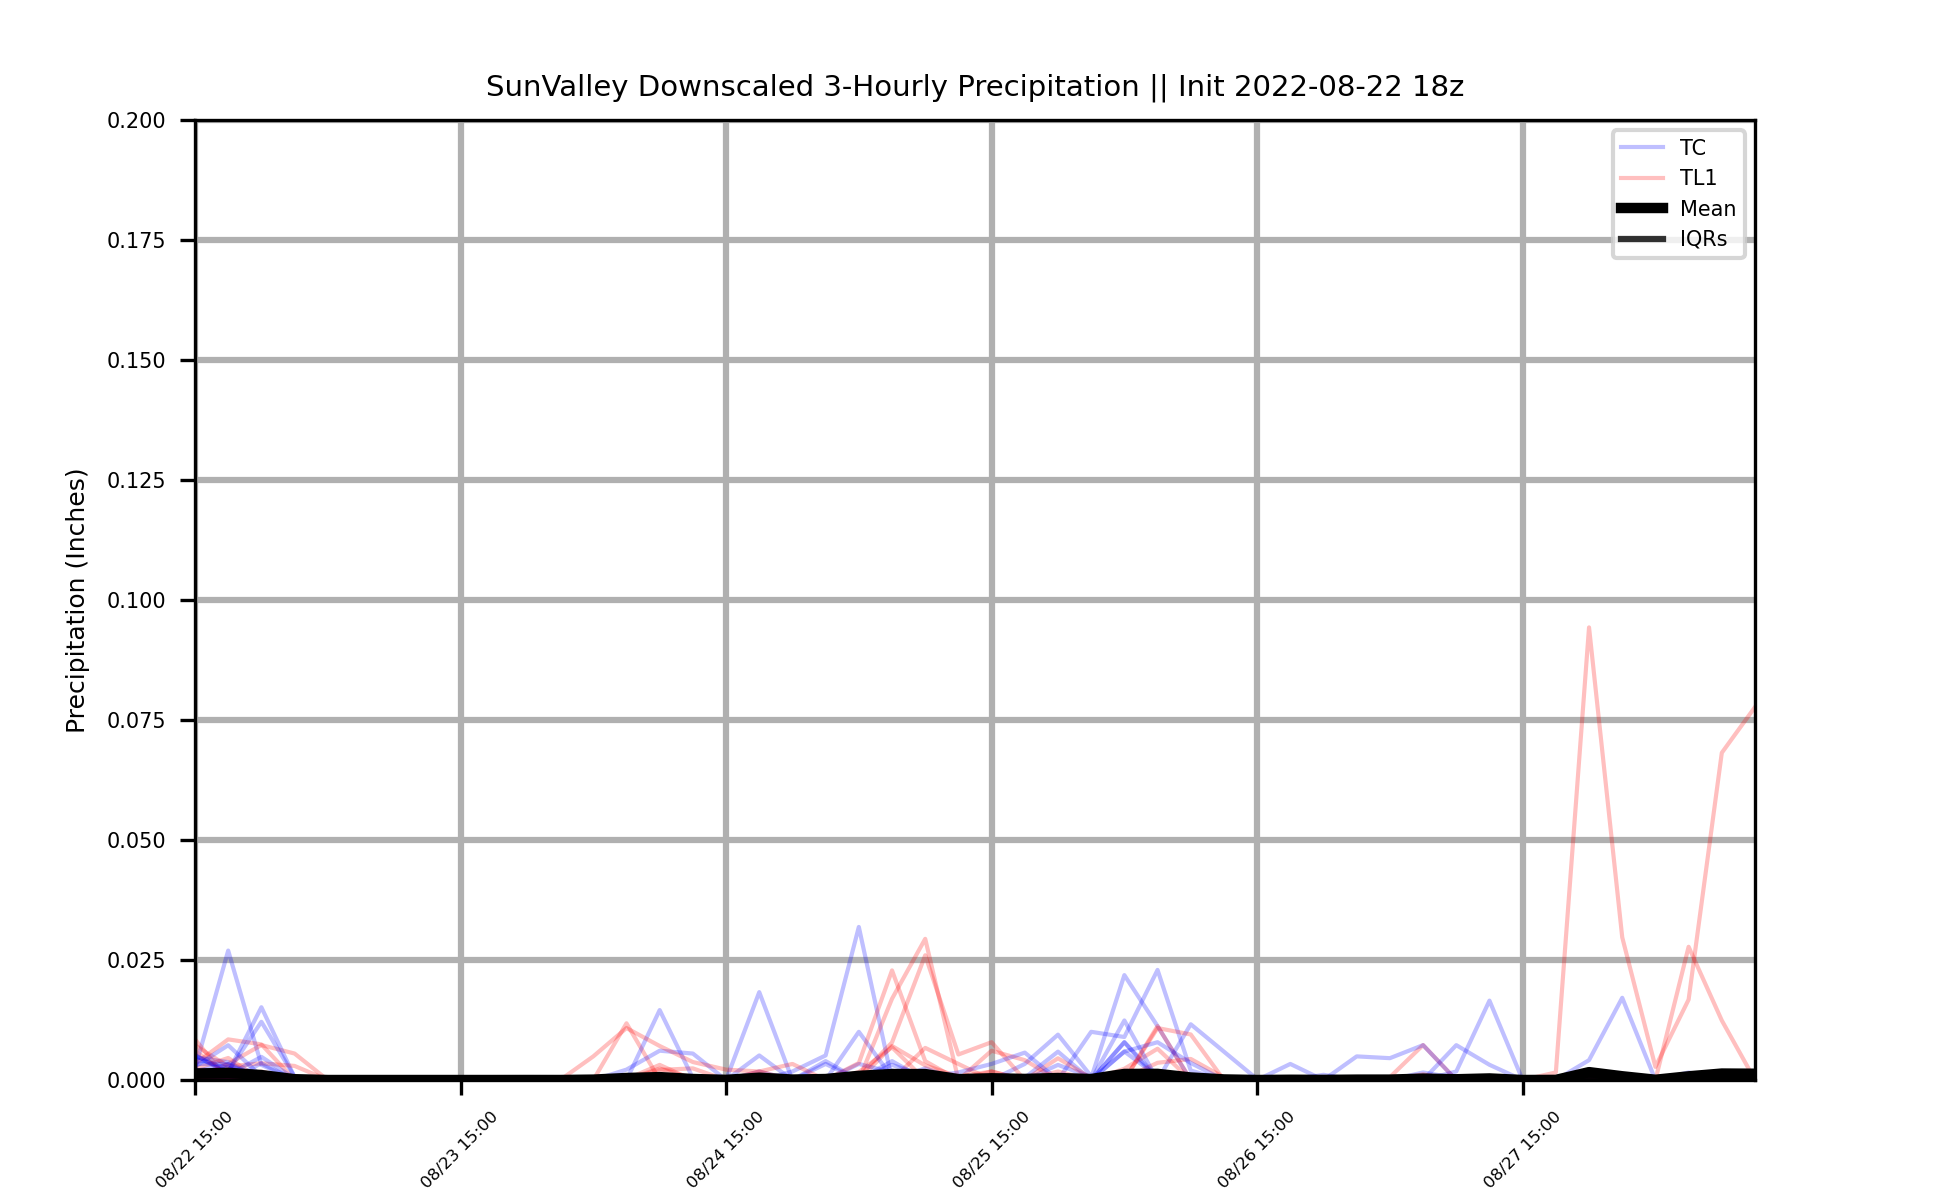 SunValley Downscaled 3-Hourly Precipitation || Init 2022-08-22 18z
TC
TL1
Mean
IQRs
Precipitation (Inches)
0.200
0.175
0.150
0.125
0.100
0.075
0.050
0.025
0.000
08/22 15:00
08/23 15:00
08/24 15:00
08/25 15:00
08/26 15:00
08/27 15:00